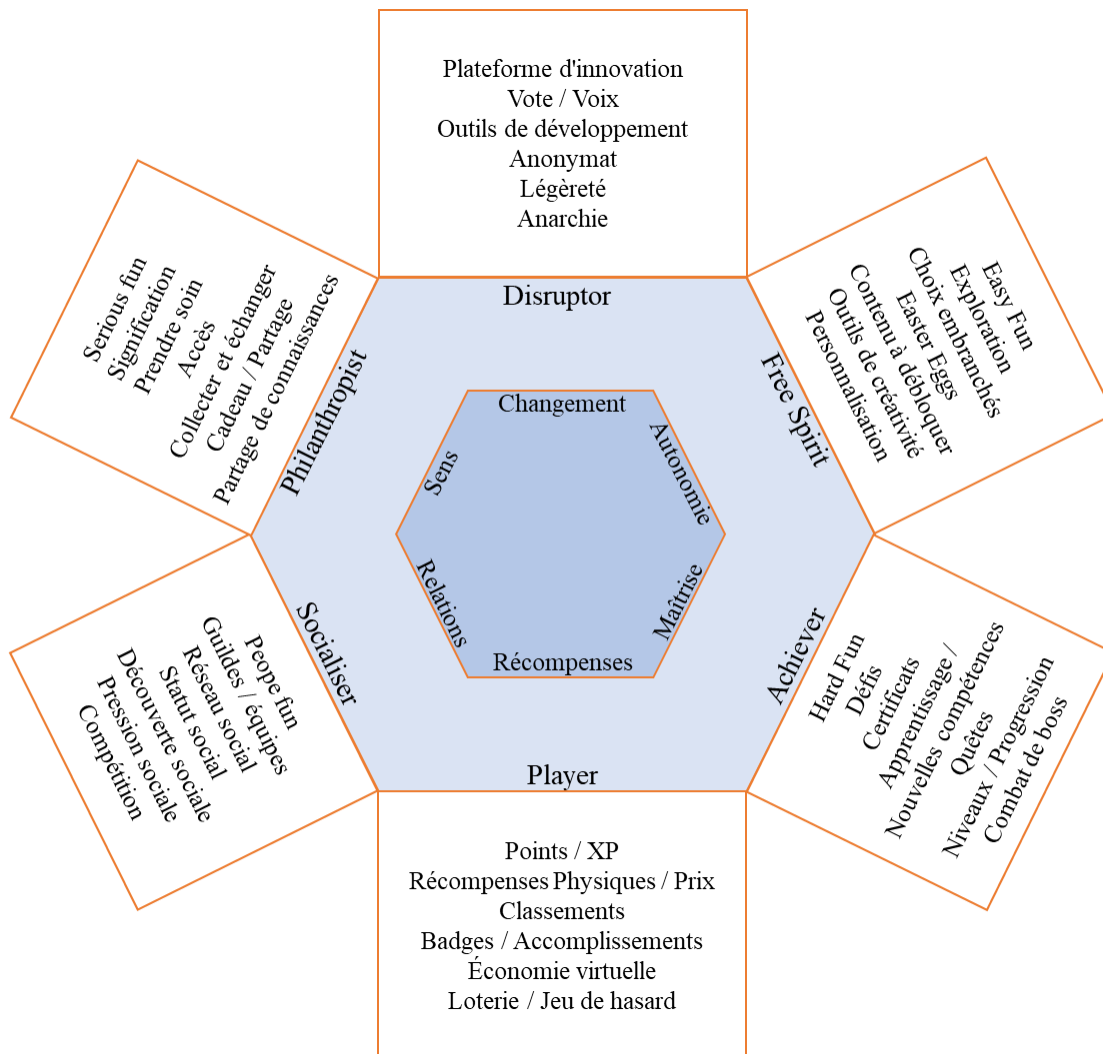 Plateforme d'innovation
Vote / Voix
Outils de développement
Anonymat
Légèreté
Anarchie
Serious fun
Signification
Prendre soin
Accès
Collecter et échanger
Cadeau / Partage
Partage de connaissances
Easy Fun
Exploration
Choix embranchés
Easter Eggs
Contenu à débloquer
Outils de créativité
Personnalisation
Disruptor
Philanthropist
Free Spirit
Changement
Sens
Autonomie
Relations
Maîtrise
Récompenses
Socialiser
Achiever
Player
Peope fun
Guildes / équipes
Réseau social
Statut social
Découverte sociale
Pression sociale
Compétition
Hard Fun
Défis
Certificats
Apprentissage /
Nouvelles compétences
Quêtes
Niveaux / Progression
Combat de boss
Points / XP
Récompenses Physiques / Prix
Classements
Badges / Accomplissements
Économie virtuelle
Loterie / Jeu de hasard